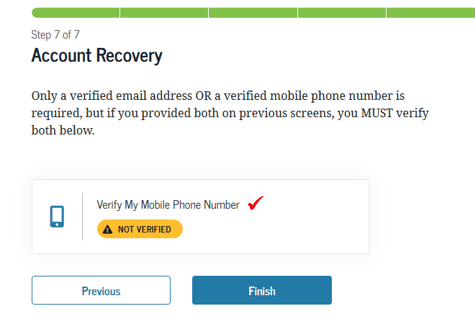 Step 7 of 7
Account Recovery
Only a verified email address OR a verified mobile phone number is
required, but if you provided both on previous screens, you MUST verify
both below.
Verify My Mobile Phone Number
NOT VERIFIED
Previous
Finish